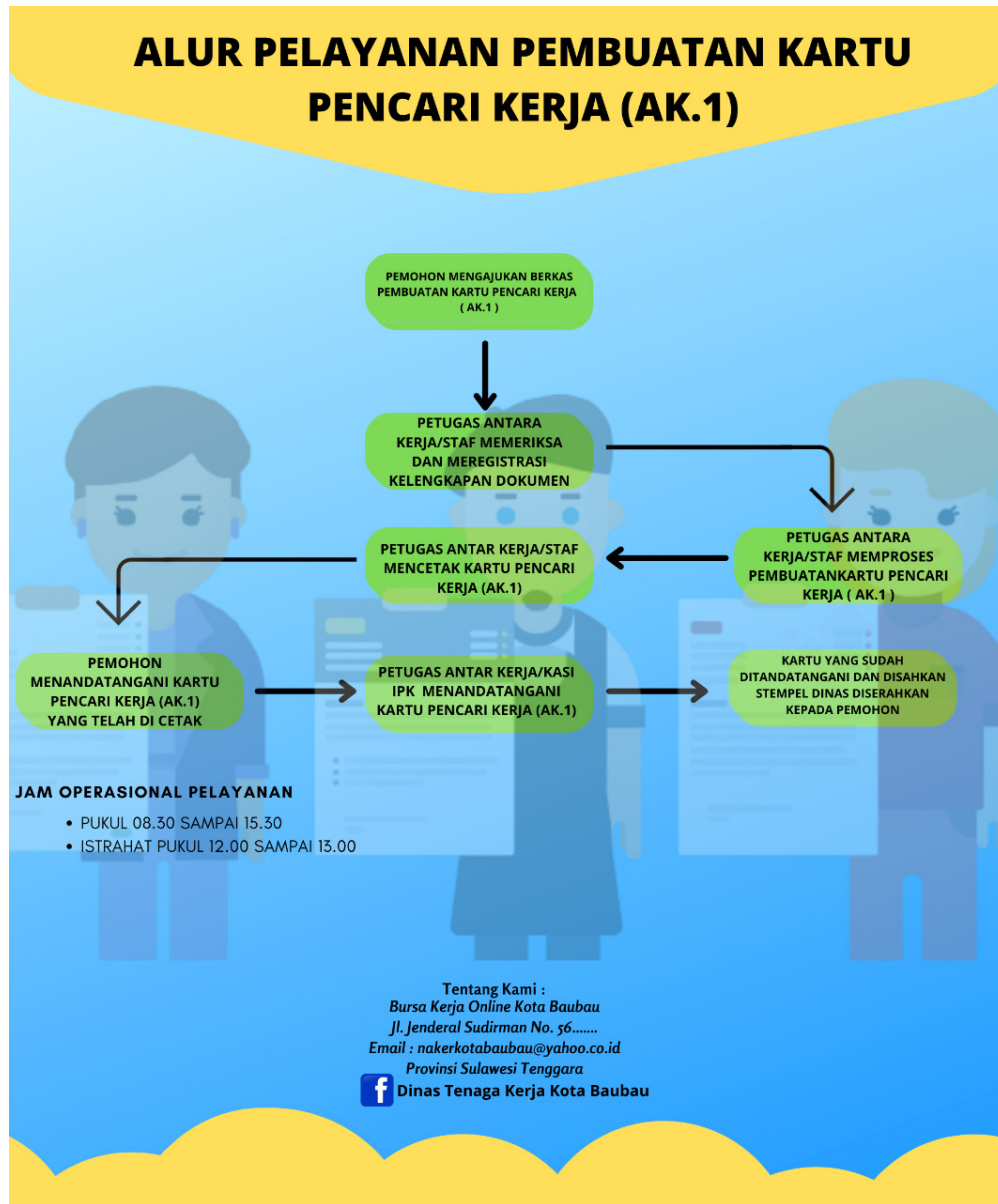 ALUR PELAYANAN PEMBUATAN KARTU
PENCARI KERJA (AK.1)
PEMOHON MENGAJUKAN BERKAS
PEMBUATAN KARTU PENCARI KERJA
( AK.1 )
PETUGAS ANTARA
KERJA/STAF MEMERIKSA
DAN MEREGISTRASI
KELENGKAPAN DOKUMEN
PETUGAS ANTARA
KERJA/STAF MEMPROSES
PEMBUATANKARTU PENCARI
KERJA ( AK.1 )
PETUGAS ANTAR KERJA/STAF
MENCETAK KARTU PENCARI
KERJA (AK.1)
PEMOHON
MENANDATANGANI KARTU
PENCARI KERJA (AK.1)
YANG TELAH DI CETAK
PETUGAS ANTAR KERJA/KASI
IPK MENANDATANGANI
KARTU PENCARI KERJA (AK.1)
KARTU YANG SUDAH
DITANDATANGANI DAN DISAHKAN
STEMPEL DINAS DISERAHKAN
KEPADA PEMOHON
JAM OPERASIONAL PELAYANAN
• PUKUL 08.30 SAMPAI 15.30
• ISTRAHAT PUKUL 12.00 SAMPAI 13.00
Tentang Kami :
Bursa Kerja Online Kota Baubau
Jl. Jenderal Sudirman No. 56.......
Email : nakerkotabaubau@yahoo.co.id
Provinsi Sulawesi Tenggara
f Dinas Tenaga Kerja Kota Baubau